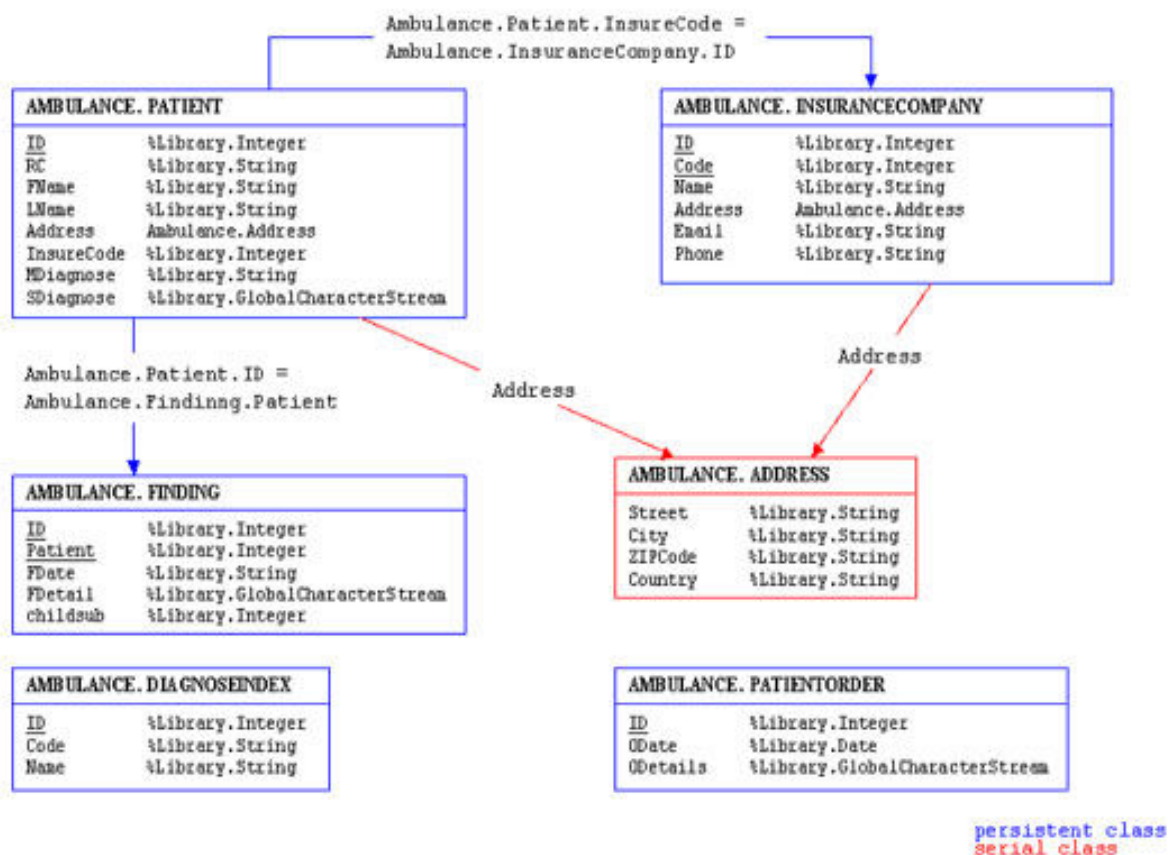 Ambulance.Patient.InsureCode =
Ambulance.InsuranceCompany.ID
AMBULANCE. PATIENT
ID %Library.Integer
RC %Library.String
FName %Library.String
LName %Library.String
Address Ambulance.Address
InsureCode %Library.Integer
MDiagnose %Library.String
SDiagnose %Library.GlobalCharacterStream
AMBULANCE. INSURANCECOMPANY
ID %Library.Integer
Code %Library.Integer
Name %Library.String
Address Ambulance.Address
Email %Library.String
Phone %Library.String
Ambulance.Patient.ID =
Ambulance.Findinng.Patient
Address
Address
AMBULANCE. FINDING
ID %Library.Integer
Patient %Library.Integer
FDate %Library.String
FDetail %Library.GlobalCharacterStream
childsub %Library.Integer
AMBULANCE. ADDRESS
Street %Library.String
City %Library.String
ZIPCode %Library.String
Country %Library.String
AMBULANCE. DIAGNOSEINDEX
ID %Library.Integer
Code %Library.String
Name %Library.String
AMBULANCE. PATIENTORDER
ID %Library.Integer
ODate %Library.Date
ODetails %Library.GlobalCharacterStream
persistent class
serial class